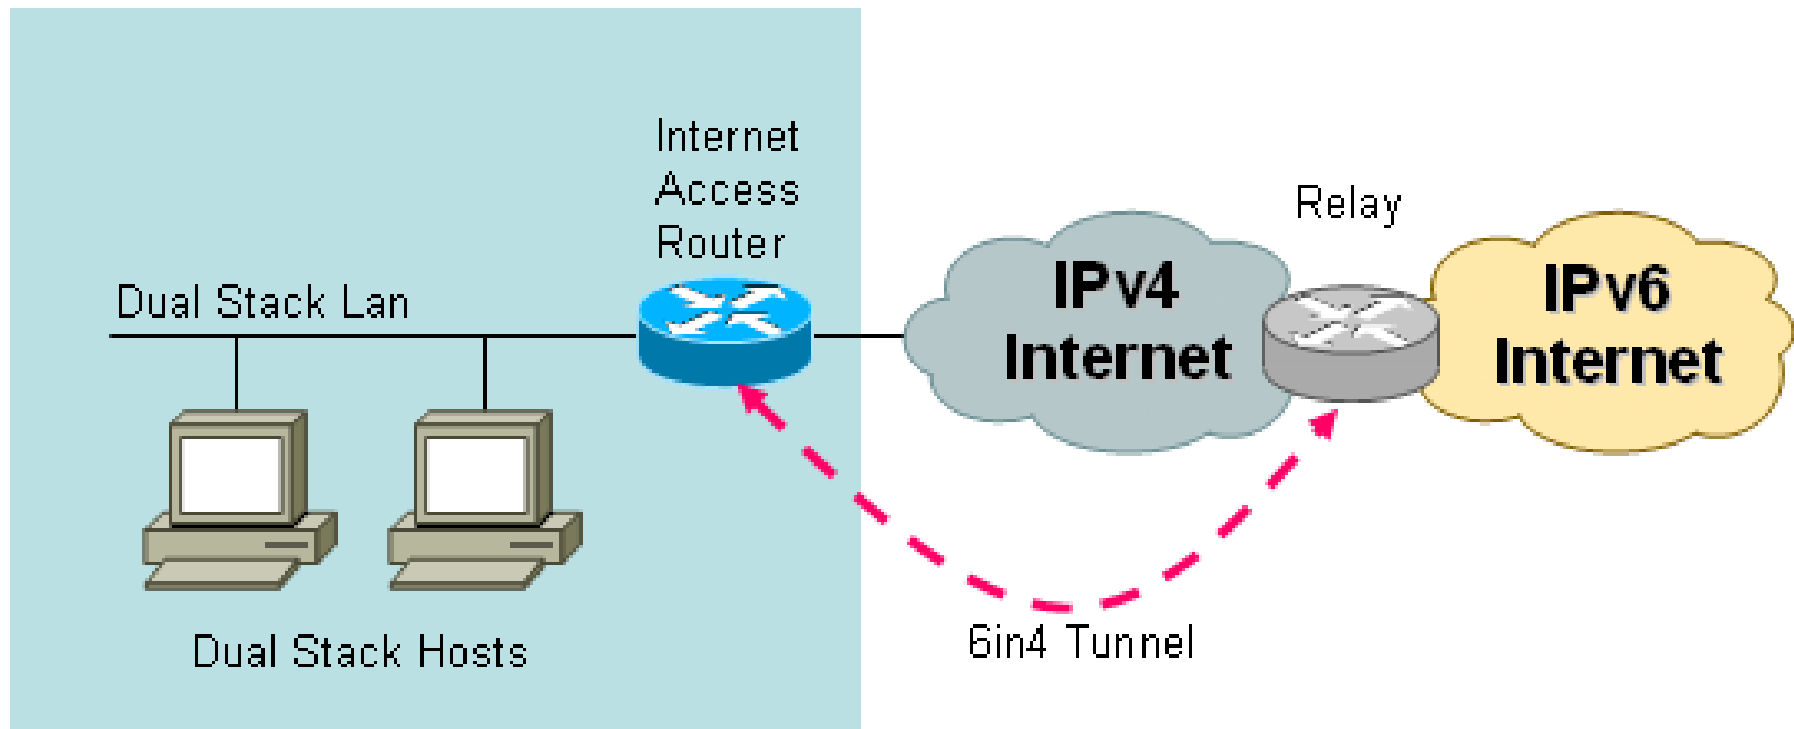 Internet
Access
Router
Dual Stack Lan
Relay
IPv4
Internet
IPv6
Internet
6in4 Tunnel
Dual Stack Hosts